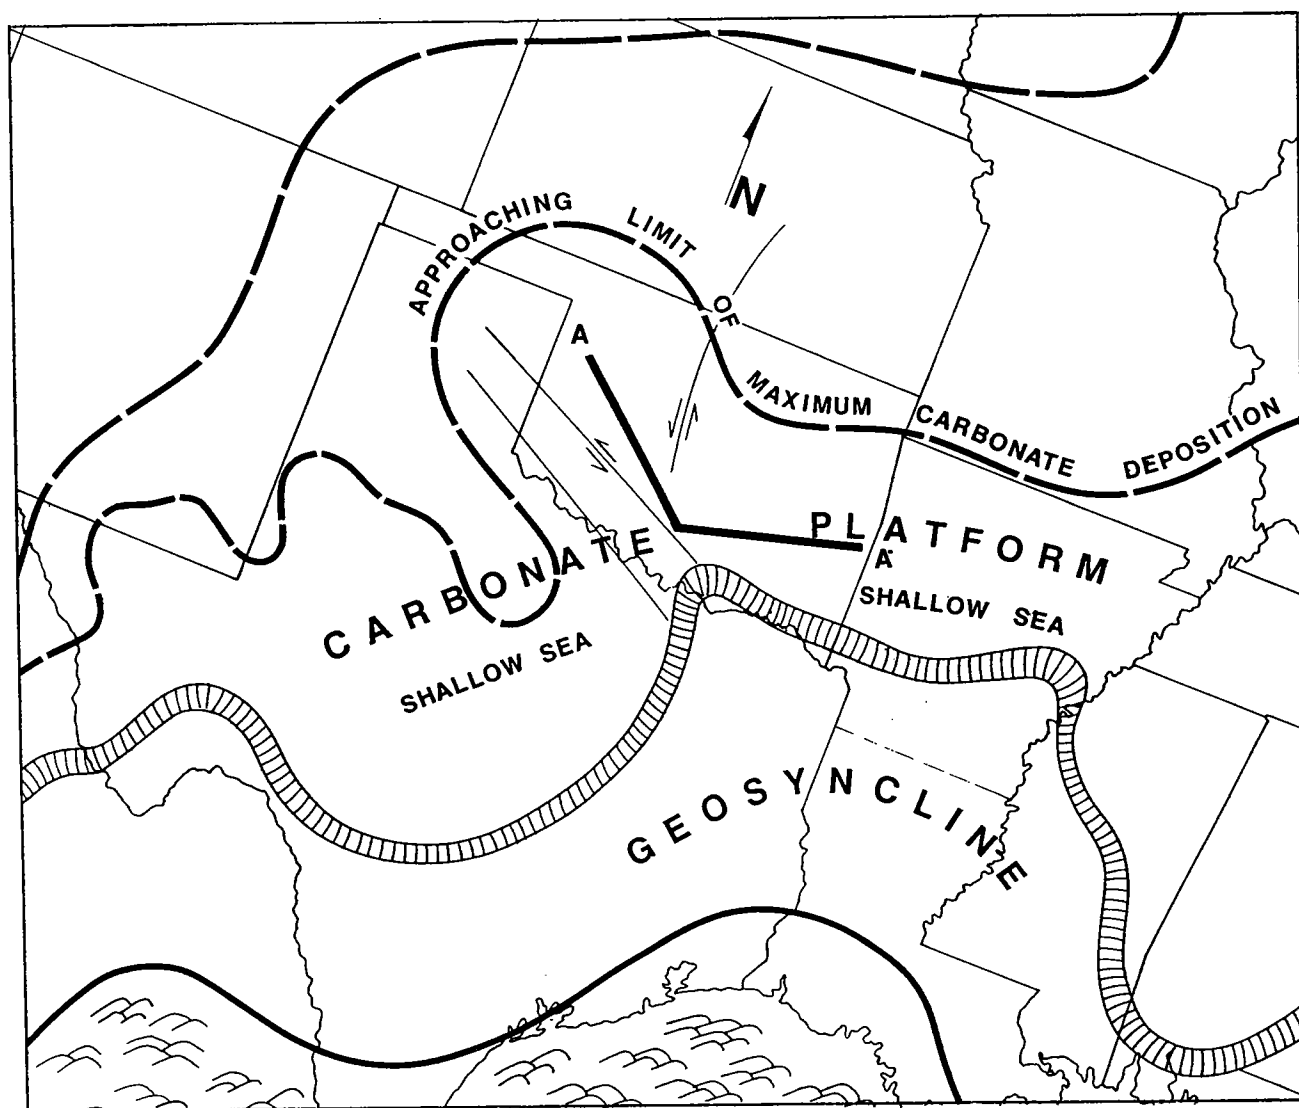 N
APPROACHING LIMIT OF MAXIMUM CARBONATE DEPOSITION
A
CARBONATE PLATFORM
A'
SHALLOW SEA
SHALLOW SEA
GEOSYNCLINE